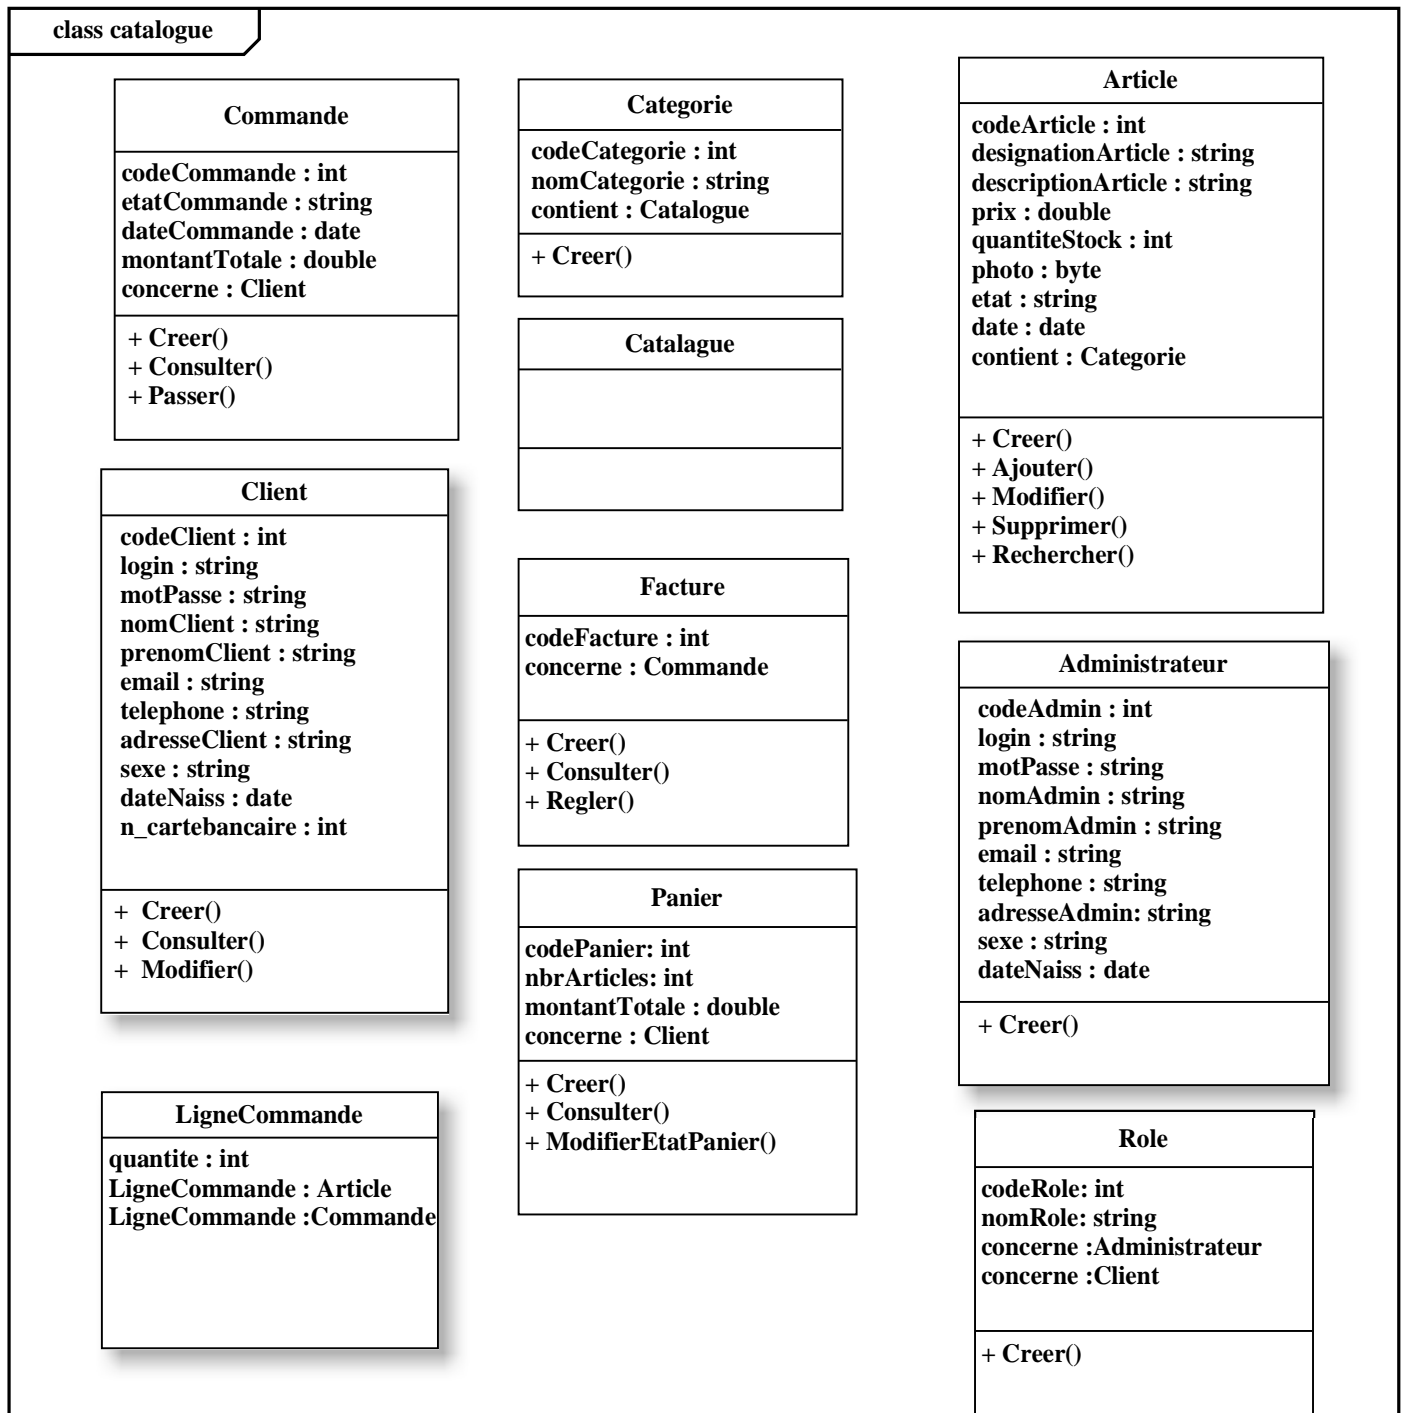 class catalogue
Commande
codeCommande : int
etatCommande : string
dateCommande : date
montantTotale : double
concerne : Client
+ Creer()
+ Consulter()
+ Passer()
Categorie
codeCategorie : int
nomCategorie : string
contient : Catalogue
+ Creer()
Article
codeArticle : int
designationArticle : string
descriptionArticle : string
prix : double
quantiteStock : int
photo : byte
etat : string
date : date
contient : Categorie
+ Creer()
+ Ajouter()
+ Modifier()
+ Supprimer()
+ Rechercher()
Catalague
Client
codeClient : int
login : string
motPasse : string
nomClient : string
prenomClient : string
email : string
telephone : string
adresseClient : string
sexe : string
dateNaiss : date
n_cartebancaire : int
+ Creer()
+ Consulter()
+ Modifier()
Facture
codeFacture : int
concerne : Commande
+ Creer()
+ Consulter()
+ Regler()
Administrateur
codeAdmin : int
login : string
motPasse : string
nomAdmin : string
prenomAdmin : string
email : string
telephone : string
adresseAdmin: string
sexe : string
dateNaiss : date
+ Creer()
Panier
codePanier: int
nbrArticles: int
montantTotale : double
concerne : Client
+ Creer()
+ Consulter()
+ ModifierEtatPanier()
LigneCommande
quantite : int
LigneCommande : Article
LigneCommande :Commande
Role
codeRole: int
nomRole: string
concerne :Administrateur
concerne :Client
+ Creer()